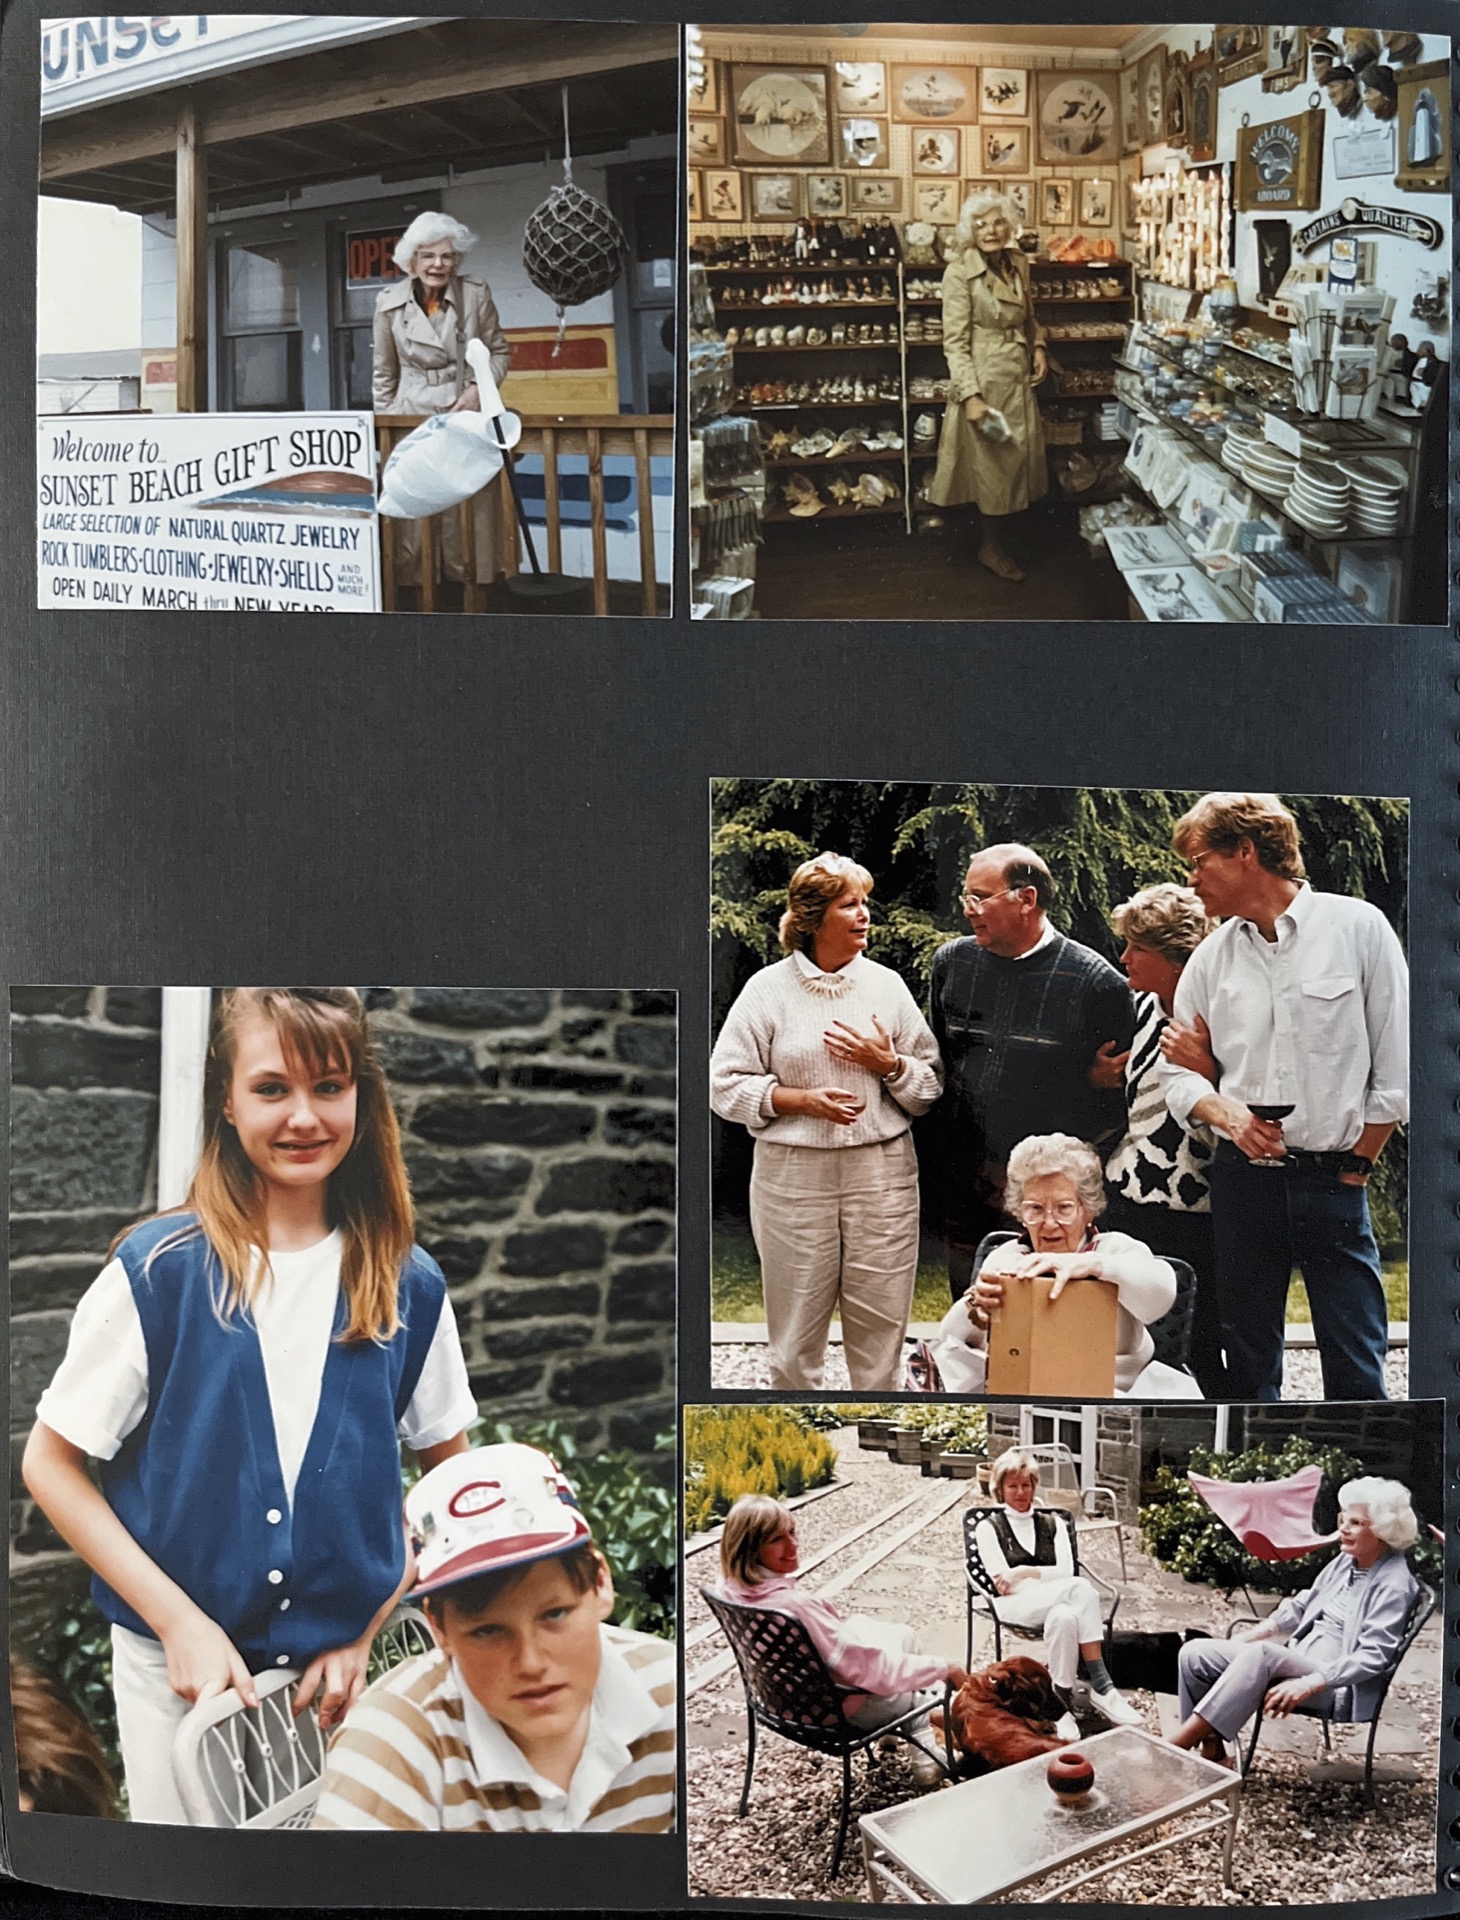 UNSET
OPE
Welcome to...
SUNSET BEACH GIFT SHOP
LARGE SELECTION OF NATURAL QUARTZ JEWELRY
ROCK TUMBLERS·CLOTHING·JEWELRY·SHELLS AND MUCH MORE!
OPEN DAILY MARCH thru NEW YEARS
WELCOME
ABOARD
CAPTAINS QUARTERS
C